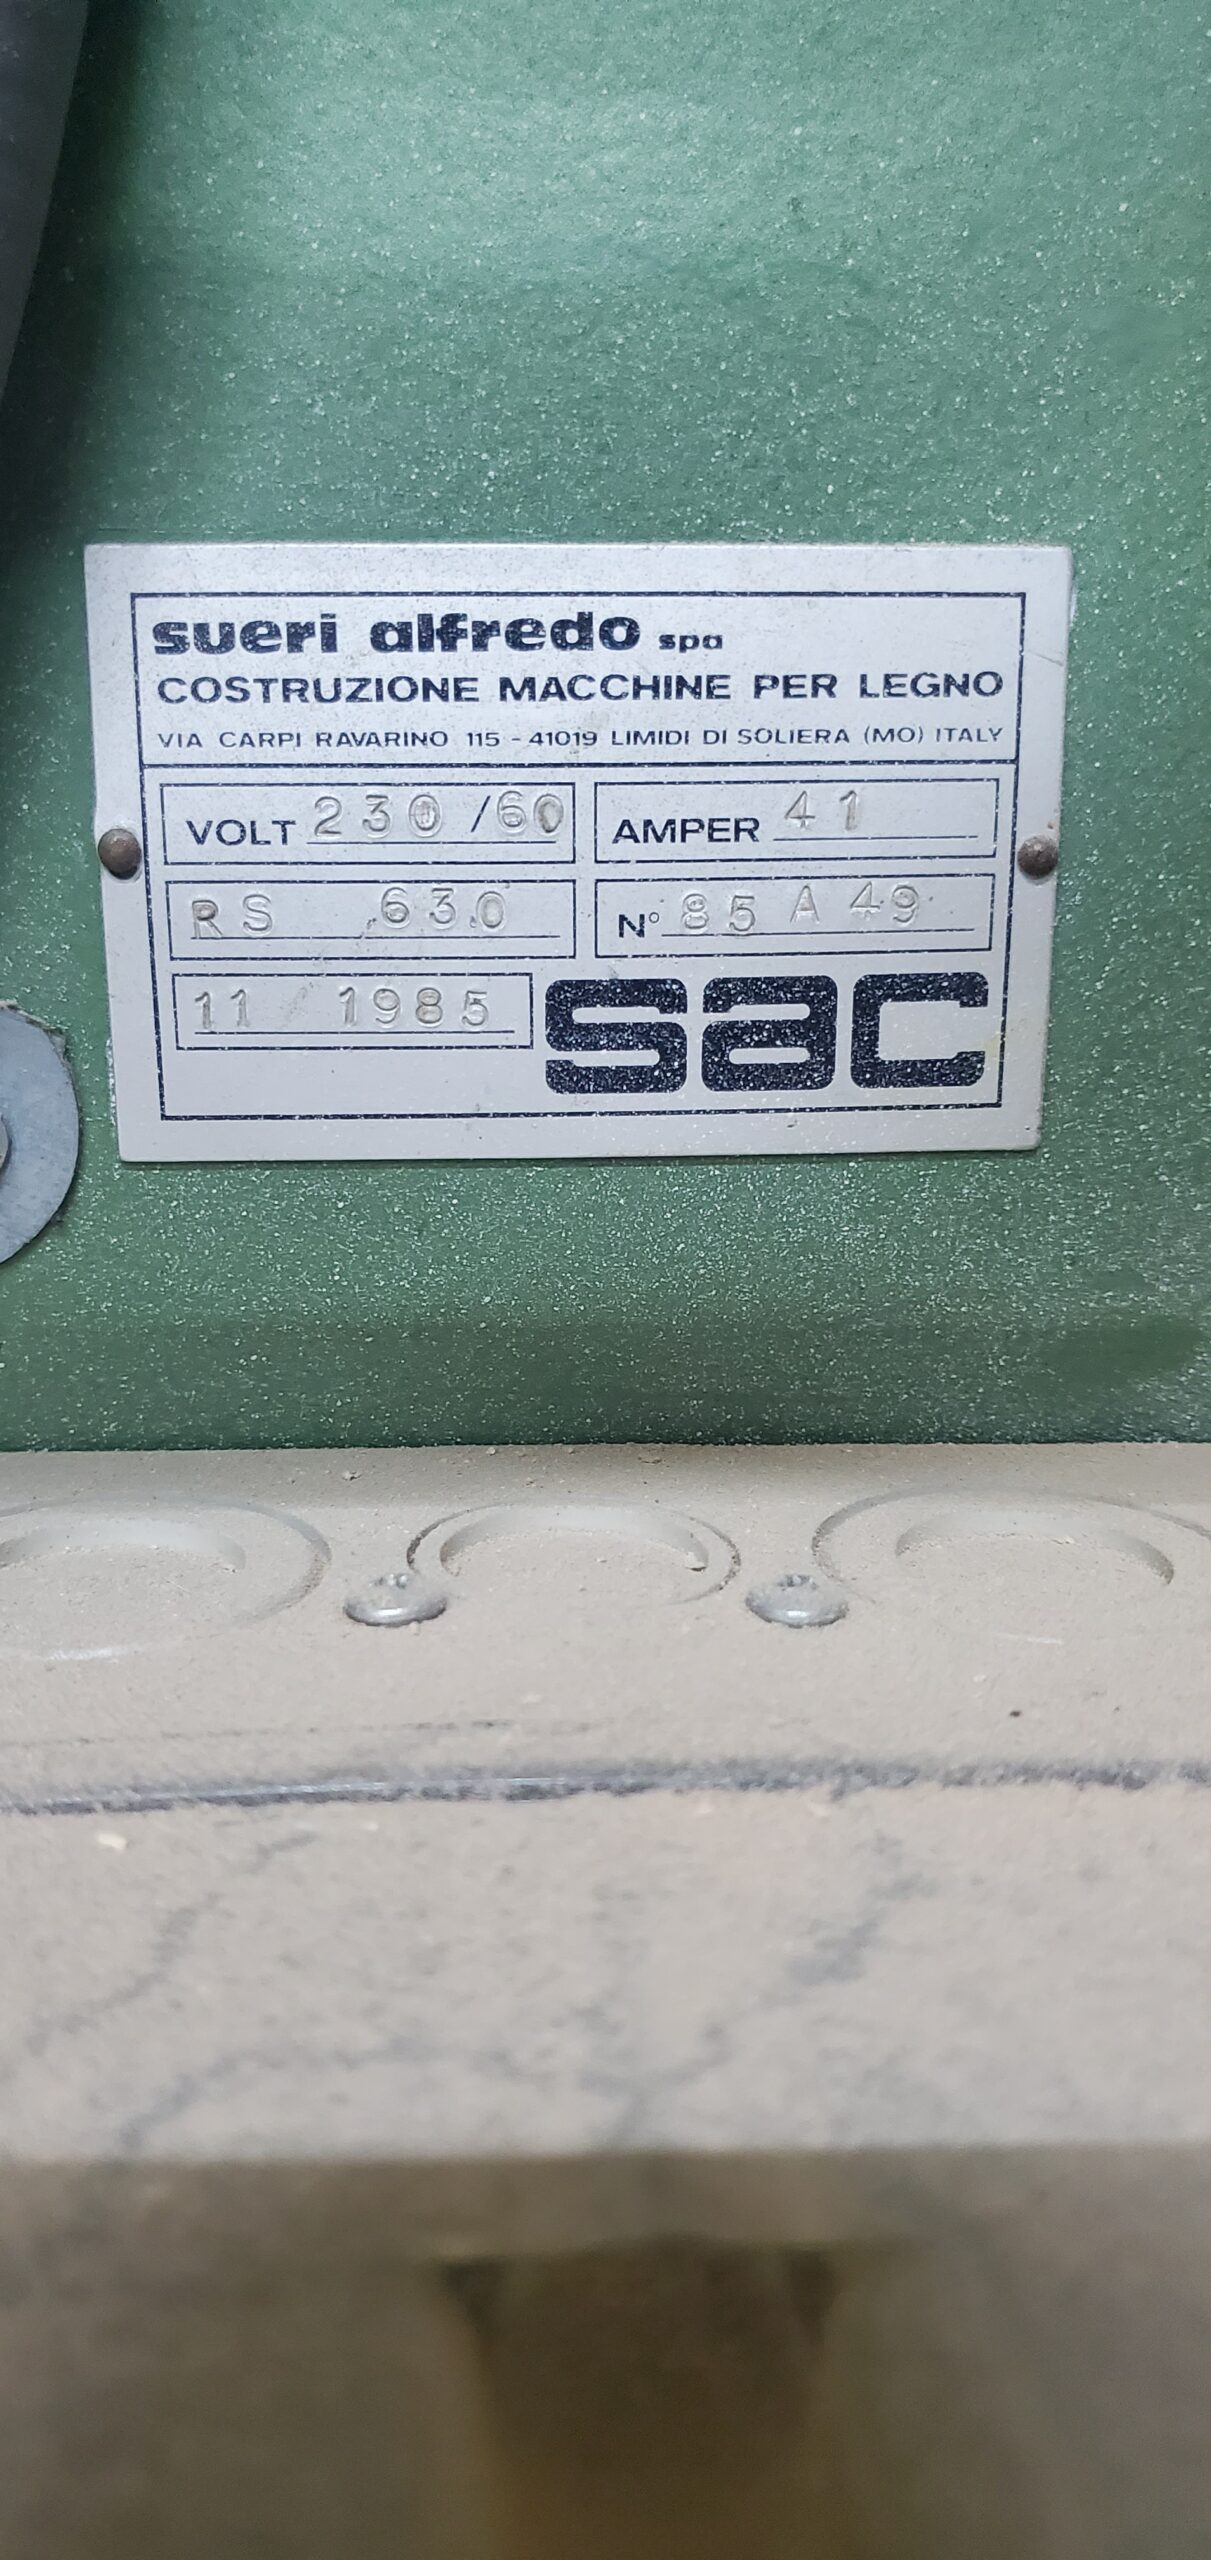 sueri alfredo spa
COSTRUZIONE MACCHINE PER LEGNO
VIA CARPI RAVARINO 115 - 41019 LIMIDI DI SOLIERA (MO) ITALY
VOLT 230 /60 AMPER 41
RS 630 N° 85 A 49
11 1985 sac